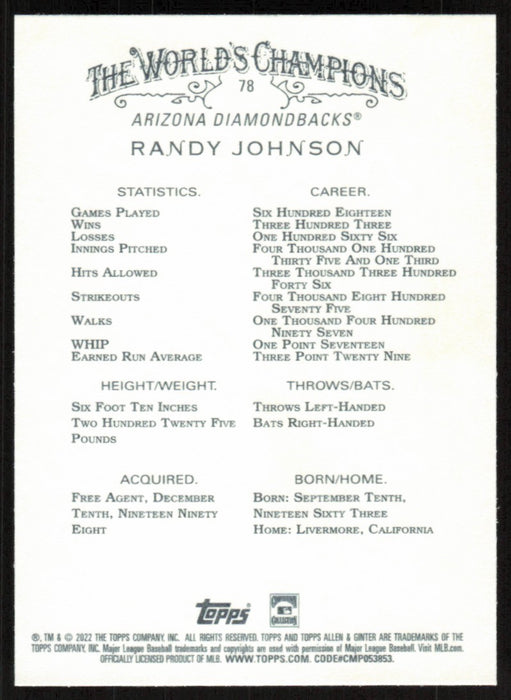 THE WORLD'S CHAMPIONS
78
ARIZONA DIAMONDBACKS®
RANDY JOHNSON
STATISTICS. CAREER.
GAMES PLAYED SIX HUNDRED EIGHTEEN
WINS THREE HUNDRED THREE
LOSSES ONE HUNDRED SIXTY SIX
INNINGS PITCHED FOUR THOUSAND ONE HUNDRED
THIRTY FIVE AND ONE THIRD
HITS ALLOWED THREE THOUSAND THREE HUNDRED
FORTY SIX
STRIKEOUTS FOUR THOUSAND EIGHT HUNDRED
SEVENTY FIVE
WALKS ONE THOUSAND FOUR HUNDRED
NINETY SEVEN
WHIP ONE POINT SEVENTEEN
EARNED RUN AVERAGE THREE POINT TWENTY NINE
HEIGHT/WEIGHT. THROWS/BATS.
SIX FOOT TEN INCHES THROWS LEFT-HANDED
TWO HUNDRED TWENTY FIVE BATS RIGHT-HANDED
POUNDS
ACQUIRED. BORN/HOME.
FREE AGENT, DECEMBER BORN: SEPTEMBER TENTH,
TENTH, NINETEEN NINETY NINETEEN SIXTY THREE
EIGHT HOME: LIVERMORE, CALIFORNIA
Topps®
®, TM & © 2022 THE TOPPS COMPANY, INC. ALL RIGHTS RESERVED. TOPPS AND TOPPS ALLEN & GINTER ARE TRADEMARKS OF THE
TOPPS COMPANY, INC. Major League Baseball trademarks and copyrights are used with permission of Major League Baseball. Visit MLB.com.
OFFICIALLY LICENSED PRODUCT OF MLB. WWW.TOPPS.COM. CODE#CMP053853.